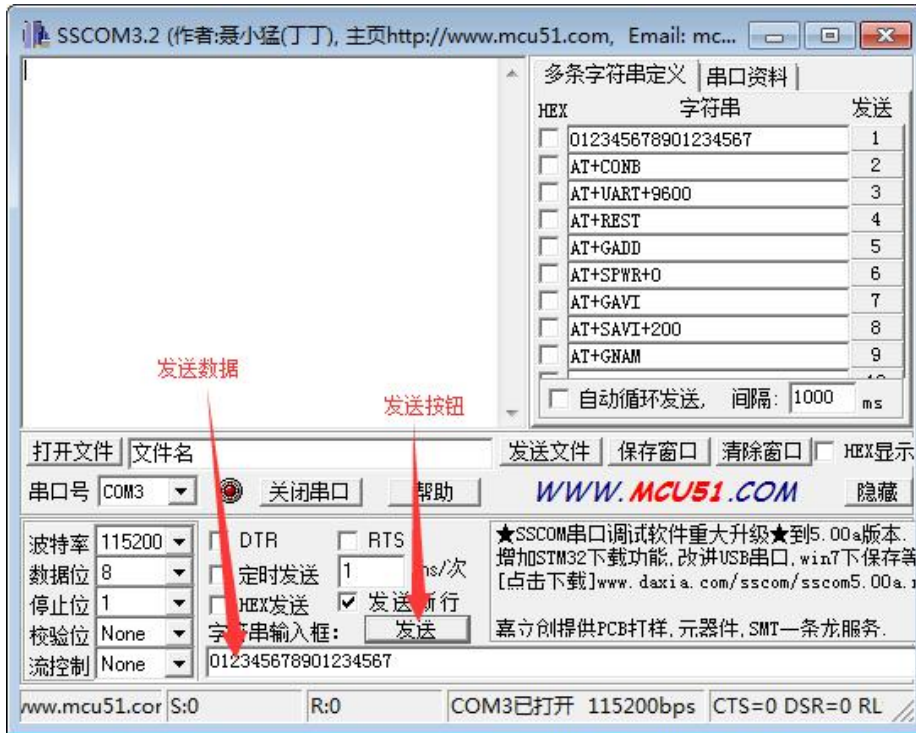 SSCOM3.2 (作者:聂小猛(丁丁), 主页http://www.mcu51.com, Email: mc...
多条字符串定义 串口资料
HEX 字符串 发送
012345678901234567 1
AT+CONB 2
AT+UART+9600 3
AT+REST 4
AT+GADD 5
AT+SPWR+0 6
AT+GAVI 7
AT+SAVI+200 8
AT+GNAM 9
自动循环发送, 间隔: 1000 ms
发送数据
发送按钮
打开文件 文件名 发送文件 保存窗口 清除窗口 HEX显示
串口号 COM3 关闭串口 帮助 WWW.MCU51.COM 隐藏
波特率 115200 DTR RTS
数据位 8 定时发送 1 ms/次
停止位 1 HEX发送 发送新行
校验位 None 字符串输入框: 发送
流控制 None 012345678901234567
★SSCOM串口调试软件重大升级★到5.00a版本.
增加STM32下载功能,改进USB串口,win7下保存等
[点击下载]www.daxia.com/sscom/sscom5.00a.
嘉立创提供PCB打样,元器件,SMT一条龙服务.
www.mcu51.cor S:0 R:0 COM3已打开 115200bps CTS=0 DSR=0 RL